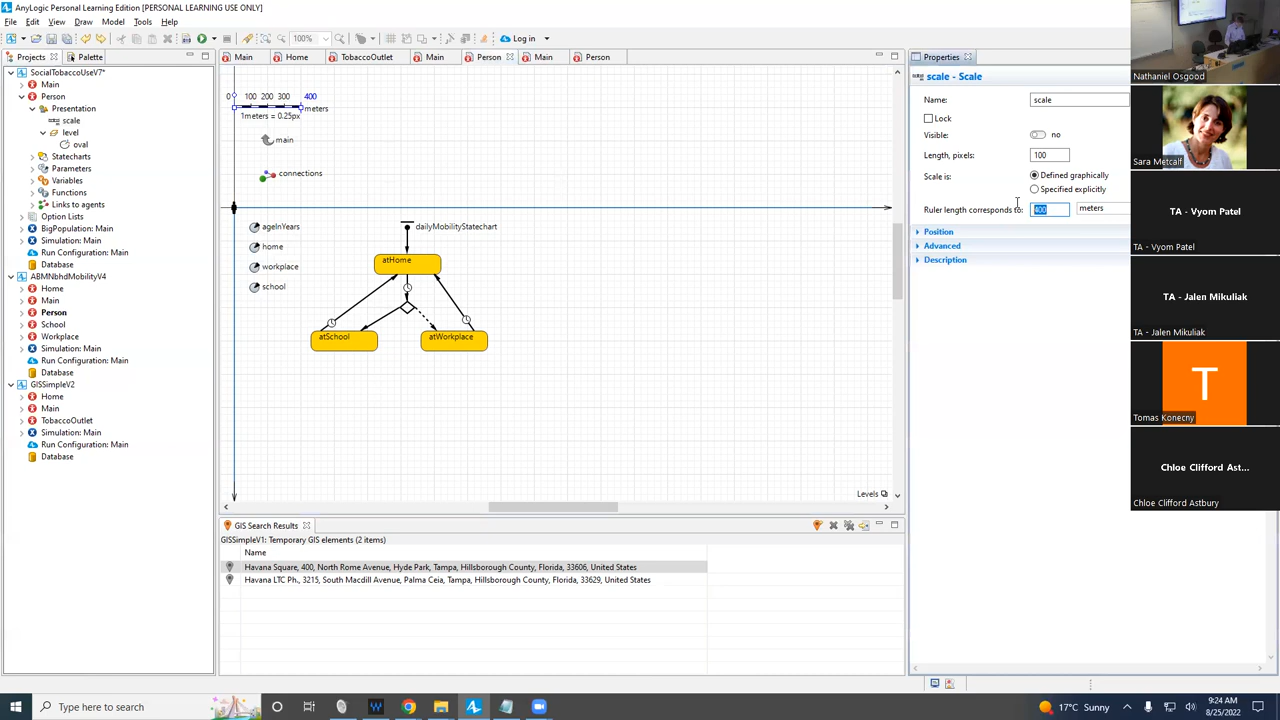 AnyLogic Personal Learning Edition [PERSONAL LEARNING USE ONLY]
File Edit View Draw Model Tools Help
100% Log in
Projects Palette
SocialTobaccoUseV7*
Main
Person
Presentation
scale
level
oval
Statecharts
Parameters
Variables
Functions
Links to agents
Option Lists
BigPopulation: Main
Simulation: Main
Run Configuration: Main
Database
ABMNbhdMobilityV4
Home
Main
Person
School
Workplace
Simulation: Main
Run Configuration: Main
Database
GISSimpleV2
Home
Main
TobaccoOutlet
Simulation: Main
Run Configuration: Main
Database
Main Home TobaccoOutlet Main Person Main Person
0 100 200 300 400
meters
1meters = 0.25px
main
connections
ageInYears
home
workplace
school
dailyMobilityStatechart
atHome
atSchool
atWorkplace
Levels
GIS Search Results
GISSimpleV1: Temporary GIS elements (2 items)
Name
Havana Square, 400, North Rome Avenue, Hyde Park, Tampa, Hillsborough County, Florida, 33606, United States
Havana LTC Ph., 3215, South Macdill Avenue, Palma Ceia, Tampa, Hillsborough County, Florida, 33629, United States
Properties
scale - Scale
Name: scale
Lock
Visible: no
Length, pixels: 100
Scale is: Defined graphically
Specified explicitly
Ruler length corresponds to: 400 meters
Position
Advanced
Description
Nathaniel Osgood
Sara Metcalf
TA - Vyom Patel
TA - Vyom Patel
TA - Jalen Mikuliak
TA - Jalen Mikuliak
T
Tomas Konecny
Chloe Clifford Ast...
Chloe Clifford Astbury
Type here to search
17°C Sunny
9:24 AM
8/25/2022